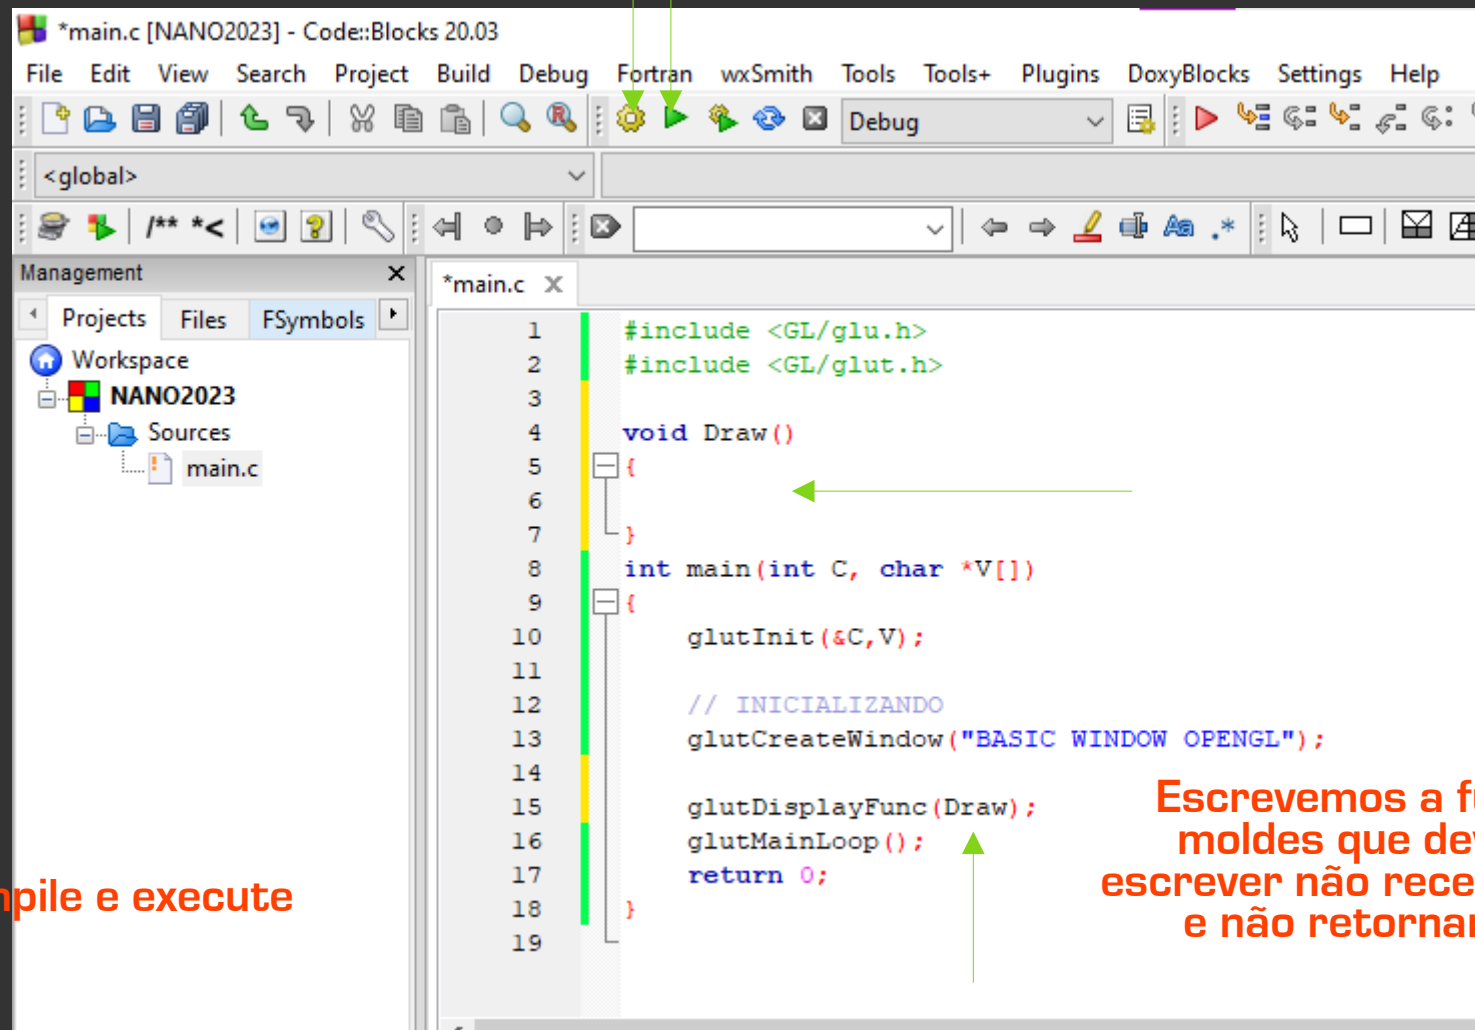 *main.c [NANO2023] - Code::Blocks 20.03
File Edit View Search Project Build Debug Fortran wxSmith Tools Tools+ Plugins DoxyBlocks Settings Help
Debug
<global>
/** *<
.*
Management
*main.c
Projects Files FSymbols
Workspace
NANO2023
Sources
main.c
1 #include <GL/glu.h>
2 #include <GL/glut.h>
3
4 void Draw()
5 {
6
7 }
8 int main(int C, char *V[])
9 {
10 glutInit(&C,V);
11
12 // INICIALIZANDO
13 glutCreateWindow("BASIC WINDOW OPENGL");
14
15 glutDisplayFunc(Draw);
16 glutMainLoop();
17 return 0;
18 }
19
pile e execute
Escrevemos a
moldes que
escrever não
e não